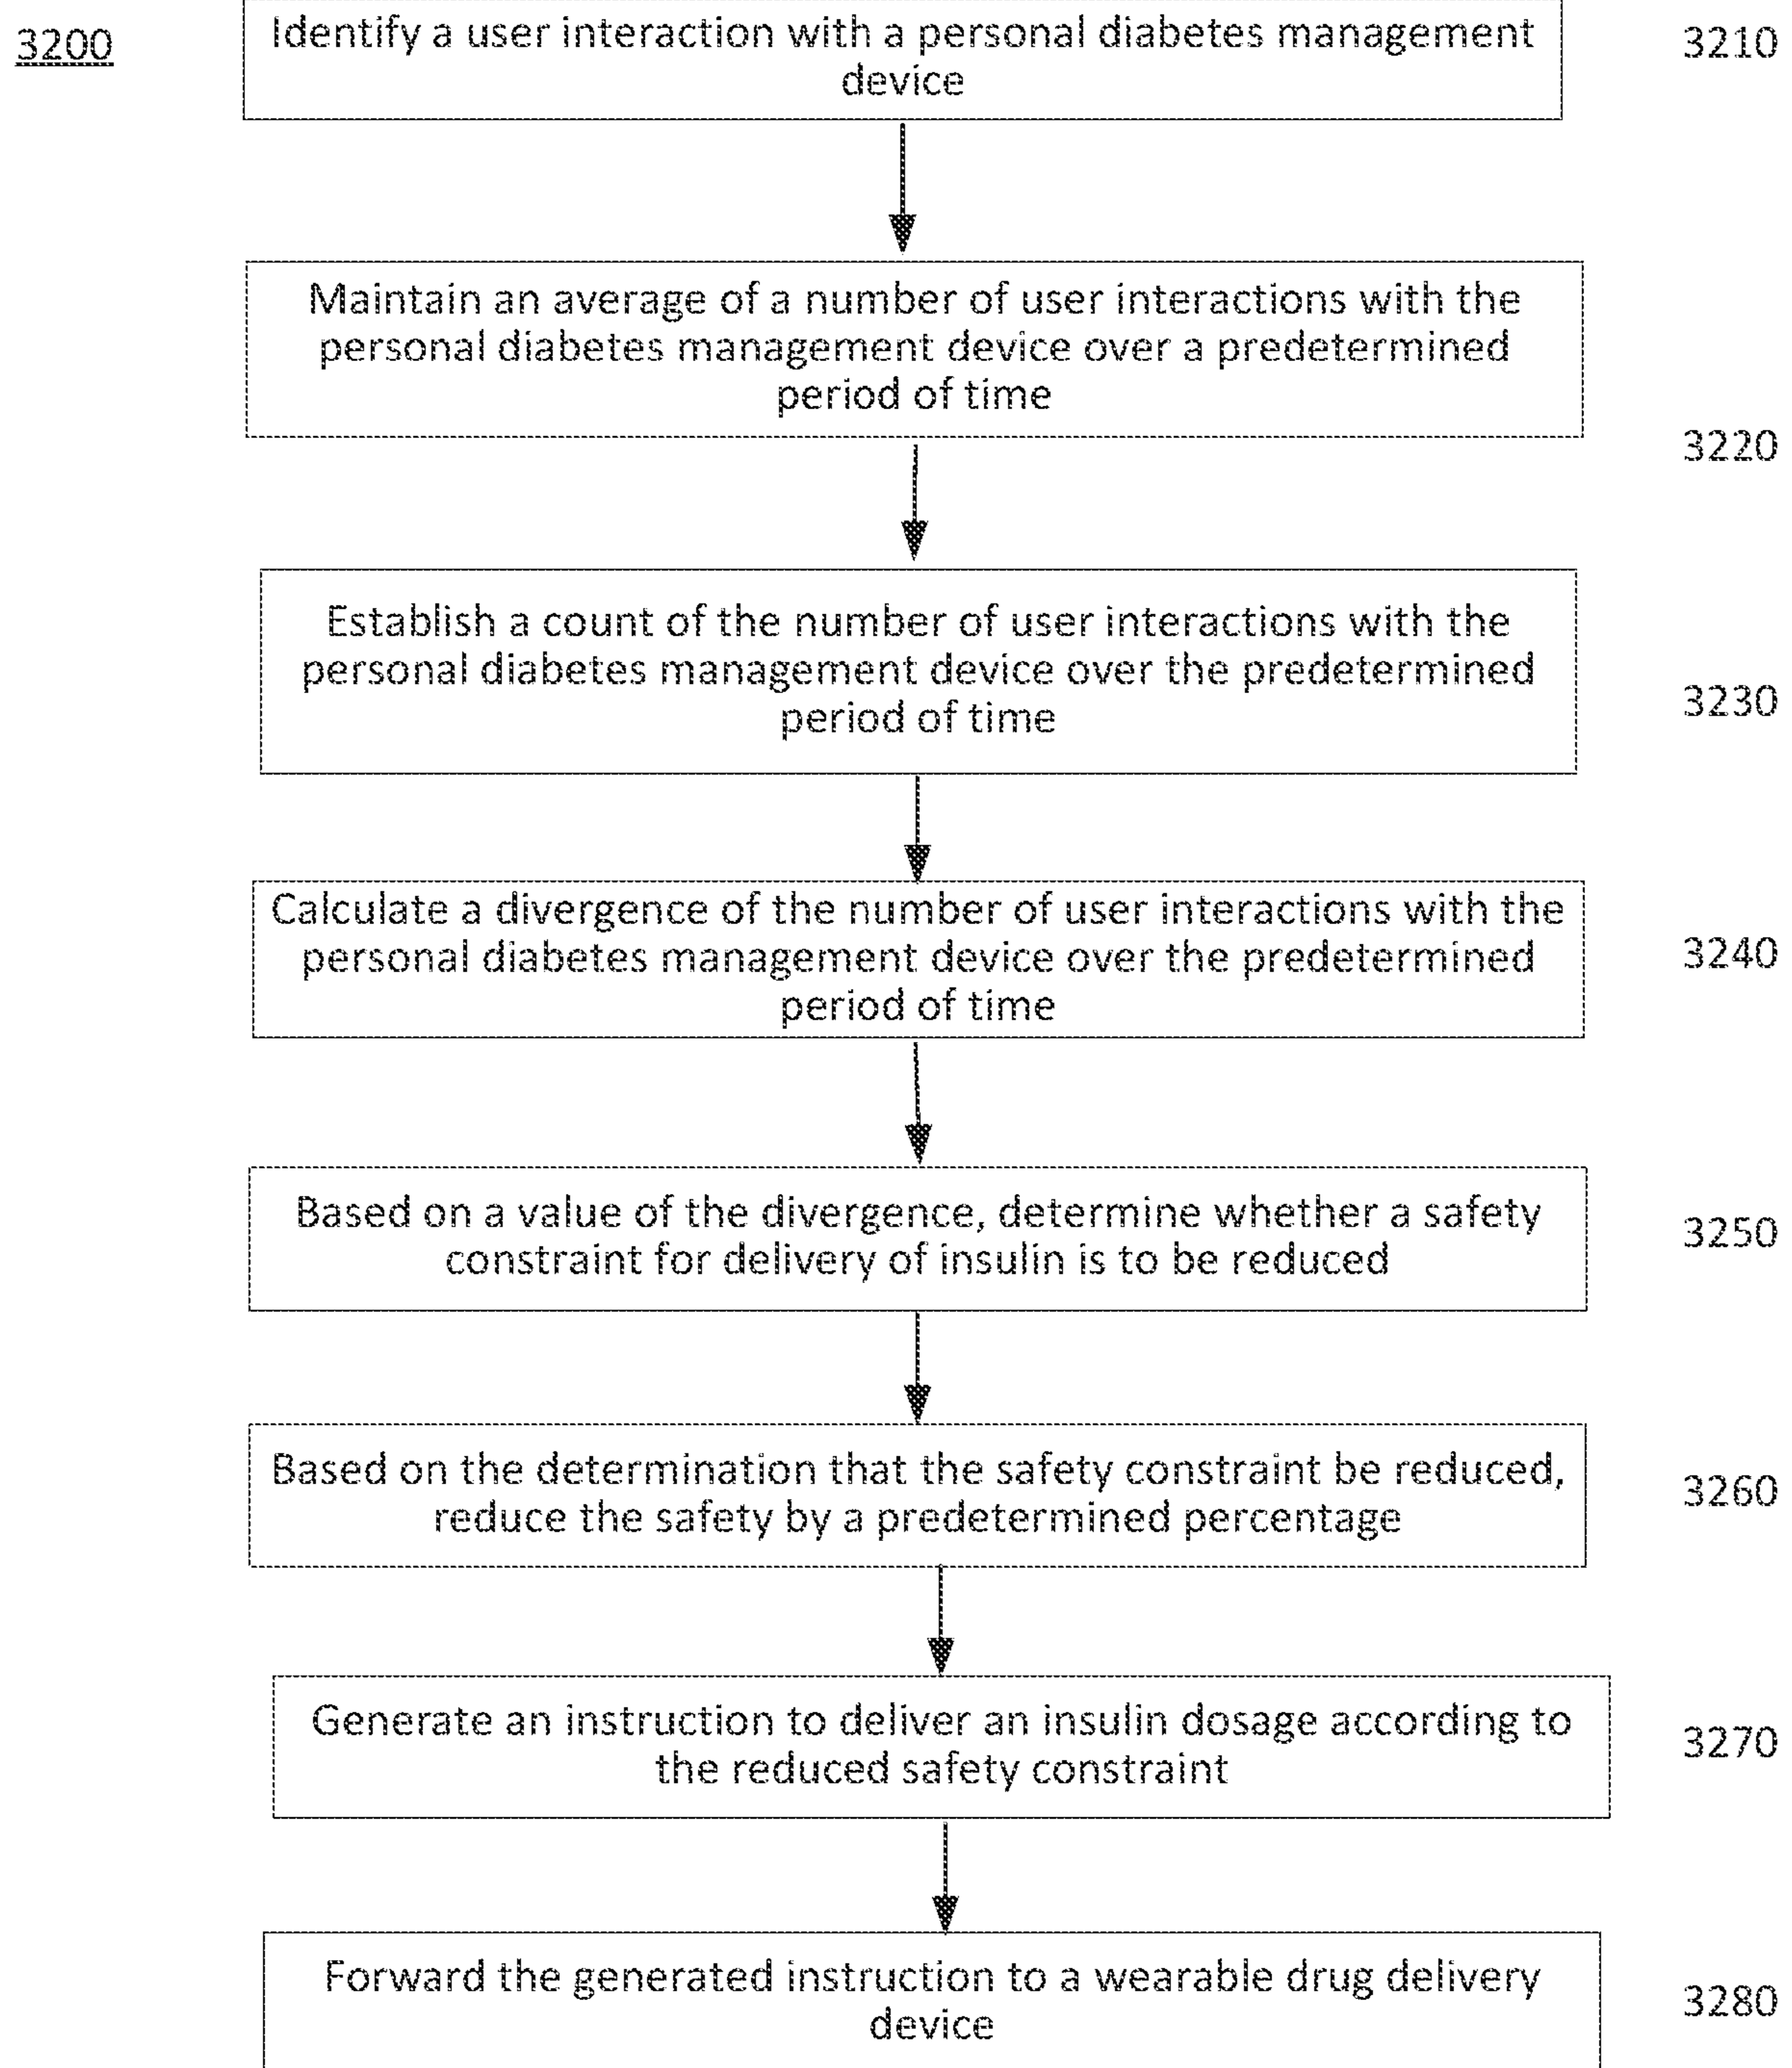 3200
Identify a user interaction with a personal diabetes management
device
3210
Maintain an average of a number of user interactions with the
personal diabetes management device over a predetermined
period of time
3220
Establish a count of the number of user interactions with the
personal diabetes management device over the predetermined
period of time
3230
Calculate a divergence of the number of user interactions with the
personal diabetes management device over the predetermined
period of time
3240
Based on a value of the divergence, determine whether a safety
constraint for delivery of insulin is to be reduced
3250
Based on the determination that the safety constraint be reduced,
reduce the safety by a predetermined percentage
3260
Generate an instruction to deliver an insulin dosage according to
the reduced safety constraint
3270
Forward the generated instruction to a wearable drug delivery
device
3280